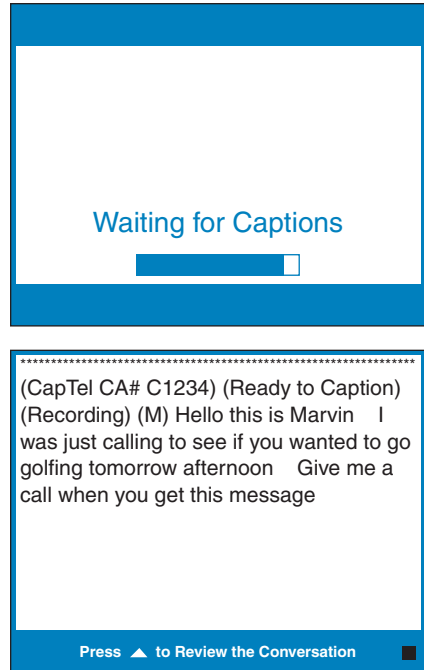 Waiting for Captions
********************************************************************
(CapTel CA# C1234) (Ready to Caption)
(Recording) (M) Hello this is Marvin    I
was just calling to see if you wanted to go
golfing tomorrow afternoon    Give me a
call when you get this message
Press ▲ to Review the Conversation